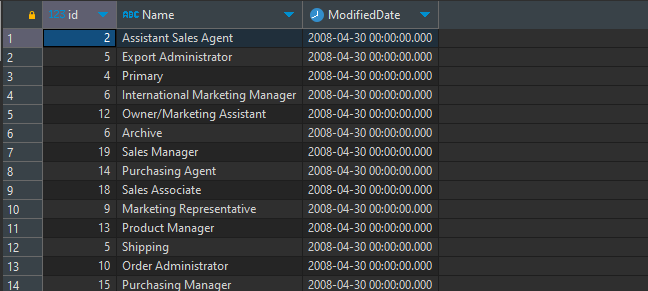 123 id ABC Name ModifiedDate
1 2 Assistant Sales Agent 2008-04-30 00:00:00.000
2 5 Export Administrator 2008-04-30 00:00:00.000
3 4 Primary 2008-04-30 00:00:00.000
4 6 International Marketing Manager 2008-04-30 00:00:00.000
5 12 Owner/Marketing Assistant 2008-04-30 00:00:00.000
6 6 Archive 2008-04-30 00:00:00.000
7 19 Sales Manager 2008-04-30 00:00:00.000
8 14 Purchasing Agent 2008-04-30 00:00:00.000
9 18 Sales Associate 2008-04-30 00:00:00.000
10 9 Marketing Representative 2008-04-30 00:00:00.000
11 13 Product Manager 2008-04-30 00:00:00.000
12 5 Shipping 2008-04-30 00:00:00.000
13 10 Order Administrator 2008-04-30 00:00:00.000
14 15 Purchasing Manager 2008-04-30 00:00:00.000